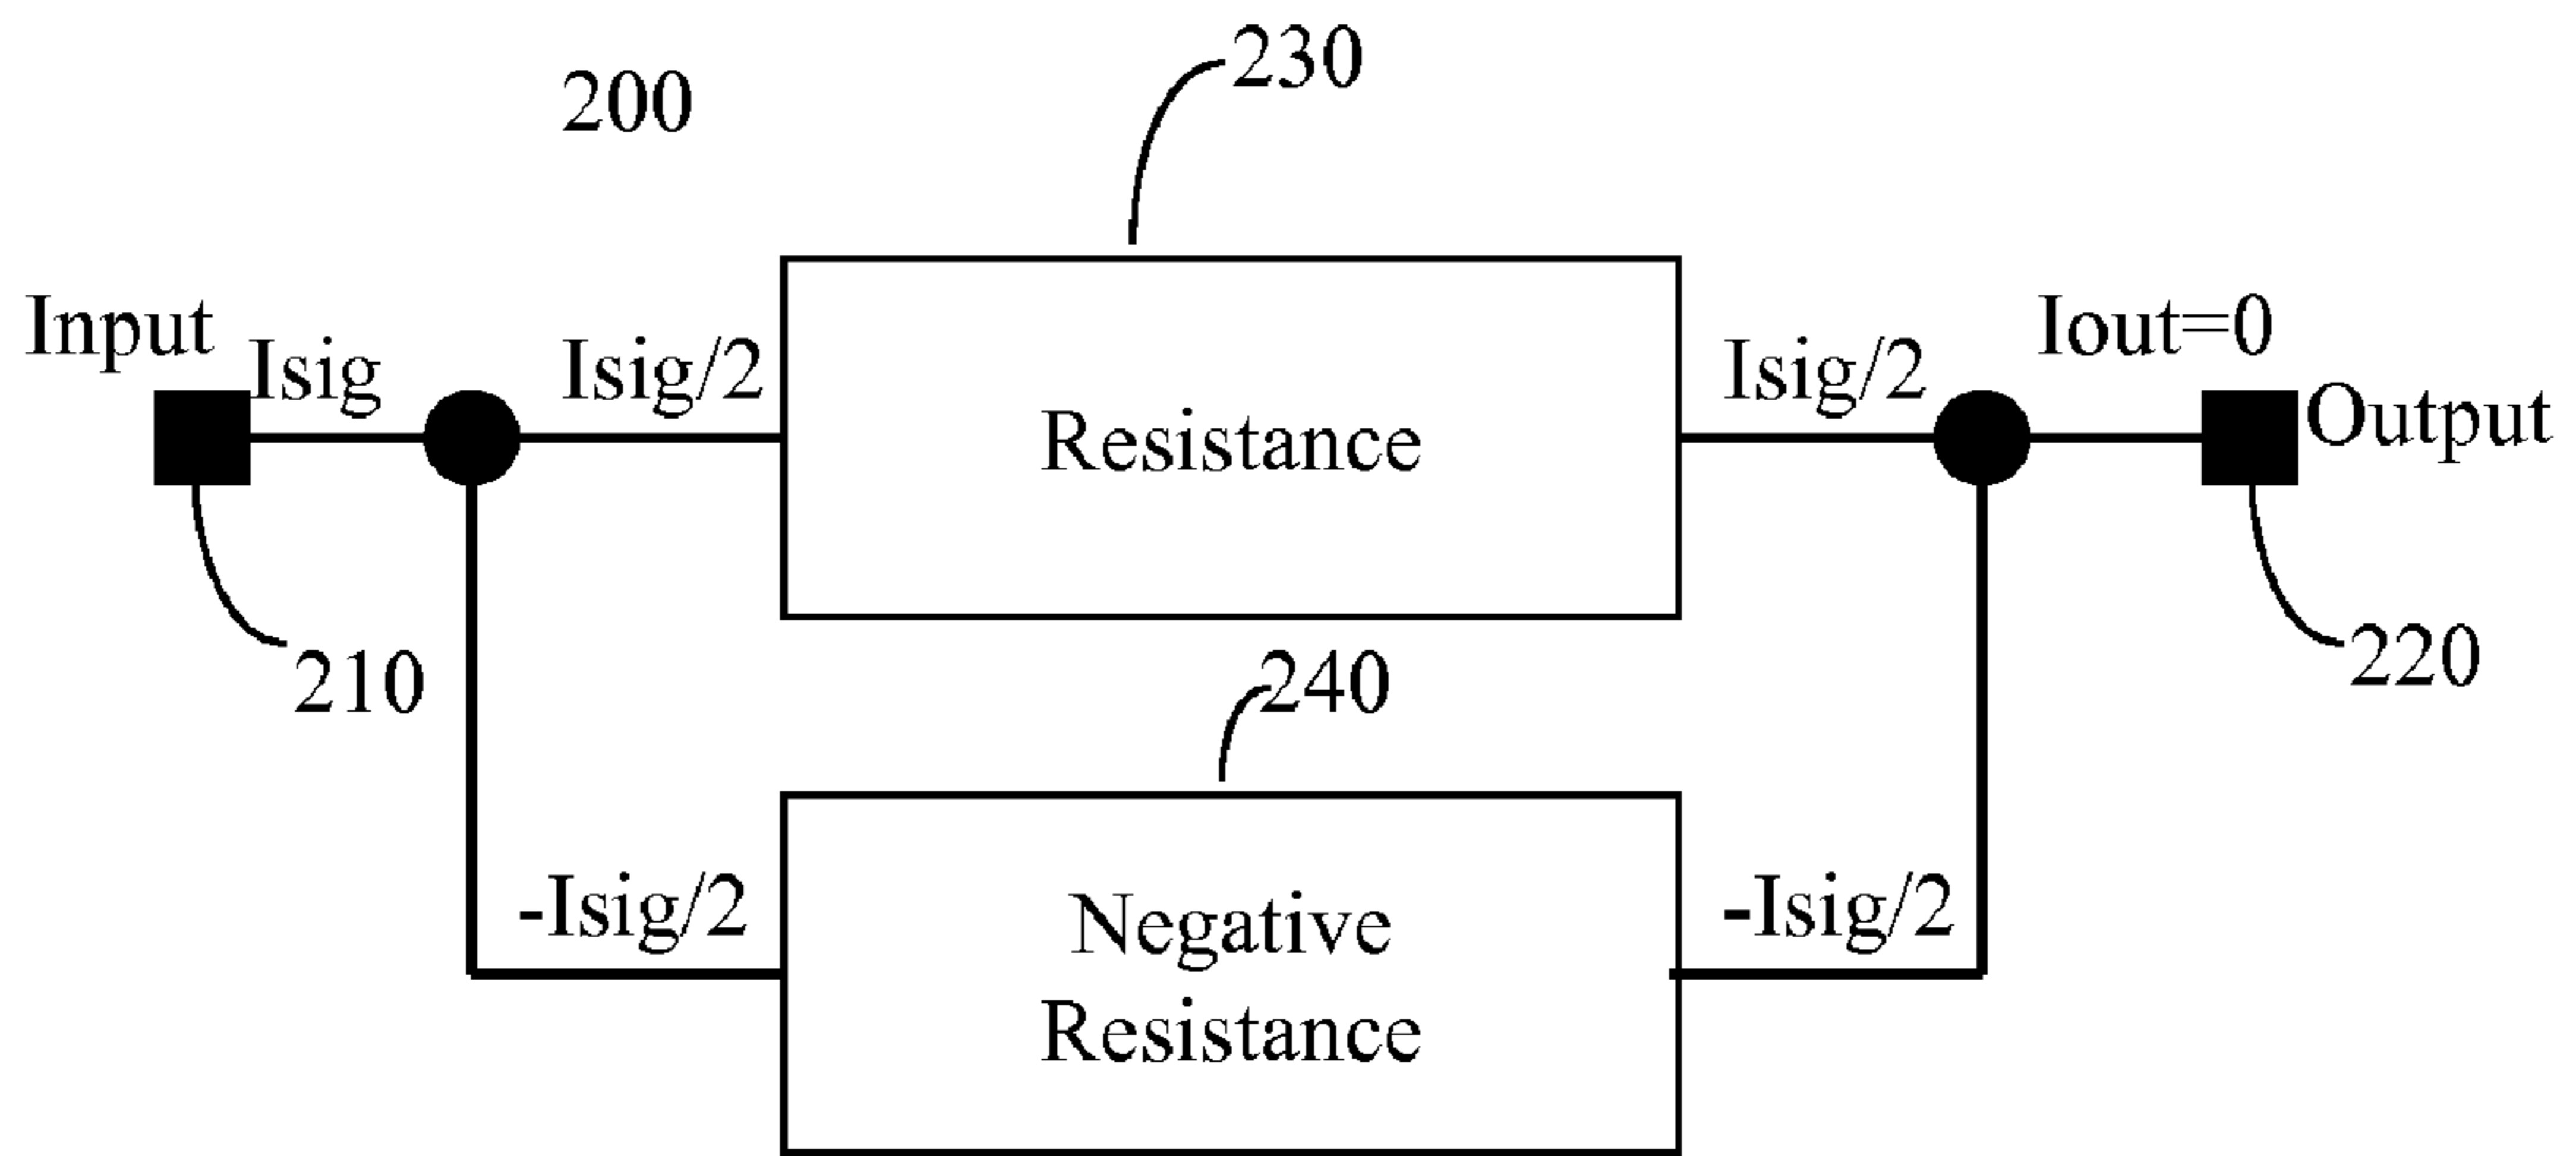 200
230
Input
Isig
Isig/2
Resistance
Isig/2
Iout=0
Output
210
240
220
-Isig/2
Negative
Resistance
-Isig/2